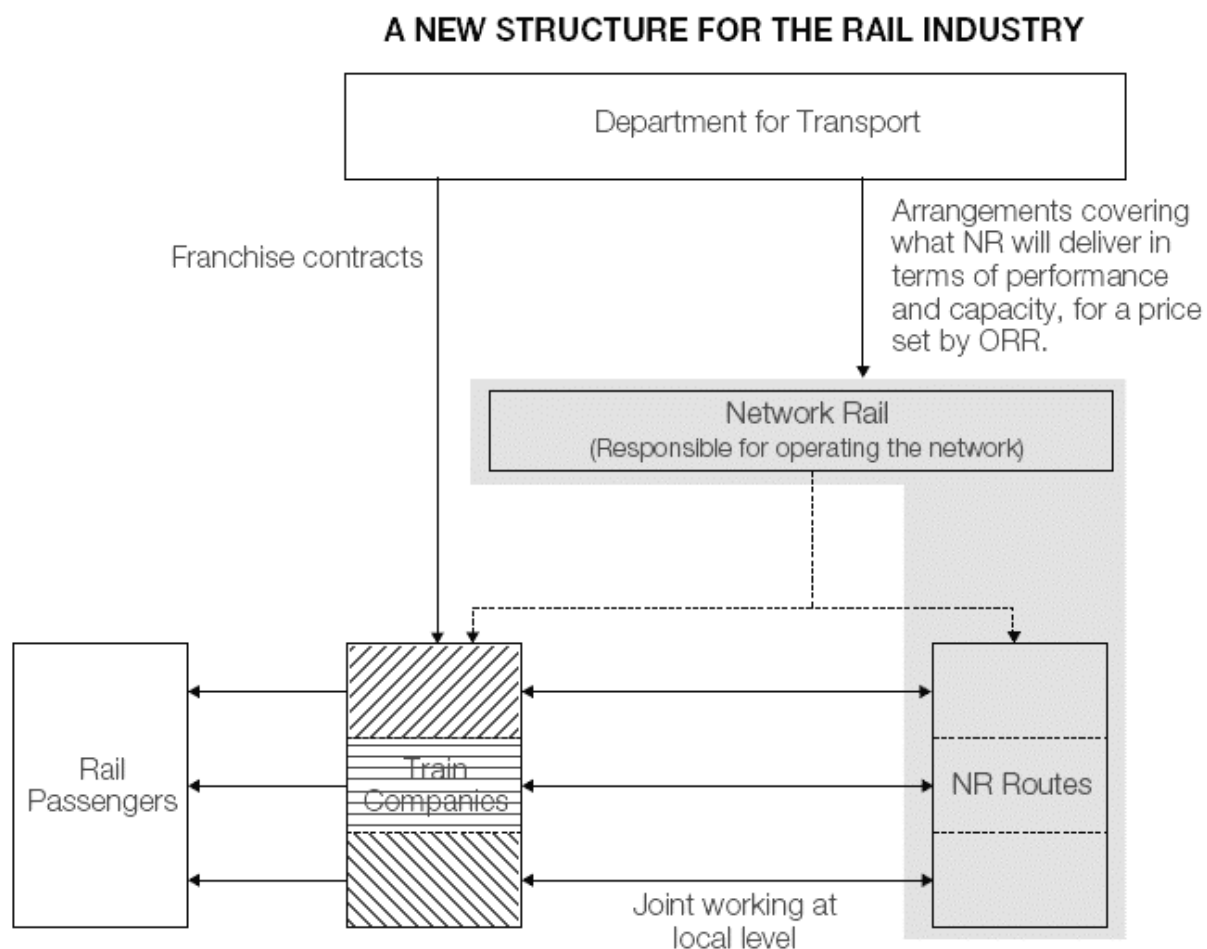 A NEW STRUCTURE FOR THE RAIL INDUSTRY
Department for Transport
Franchise contracts
Arrangements covering
what NR will deliver in
terms of performance
and capacity, for a price
set by ORR.
Network Rail
(Responsible for operating the network)
Rail
Passengers
Train
Companies
NR Routes
Joint working at
local level